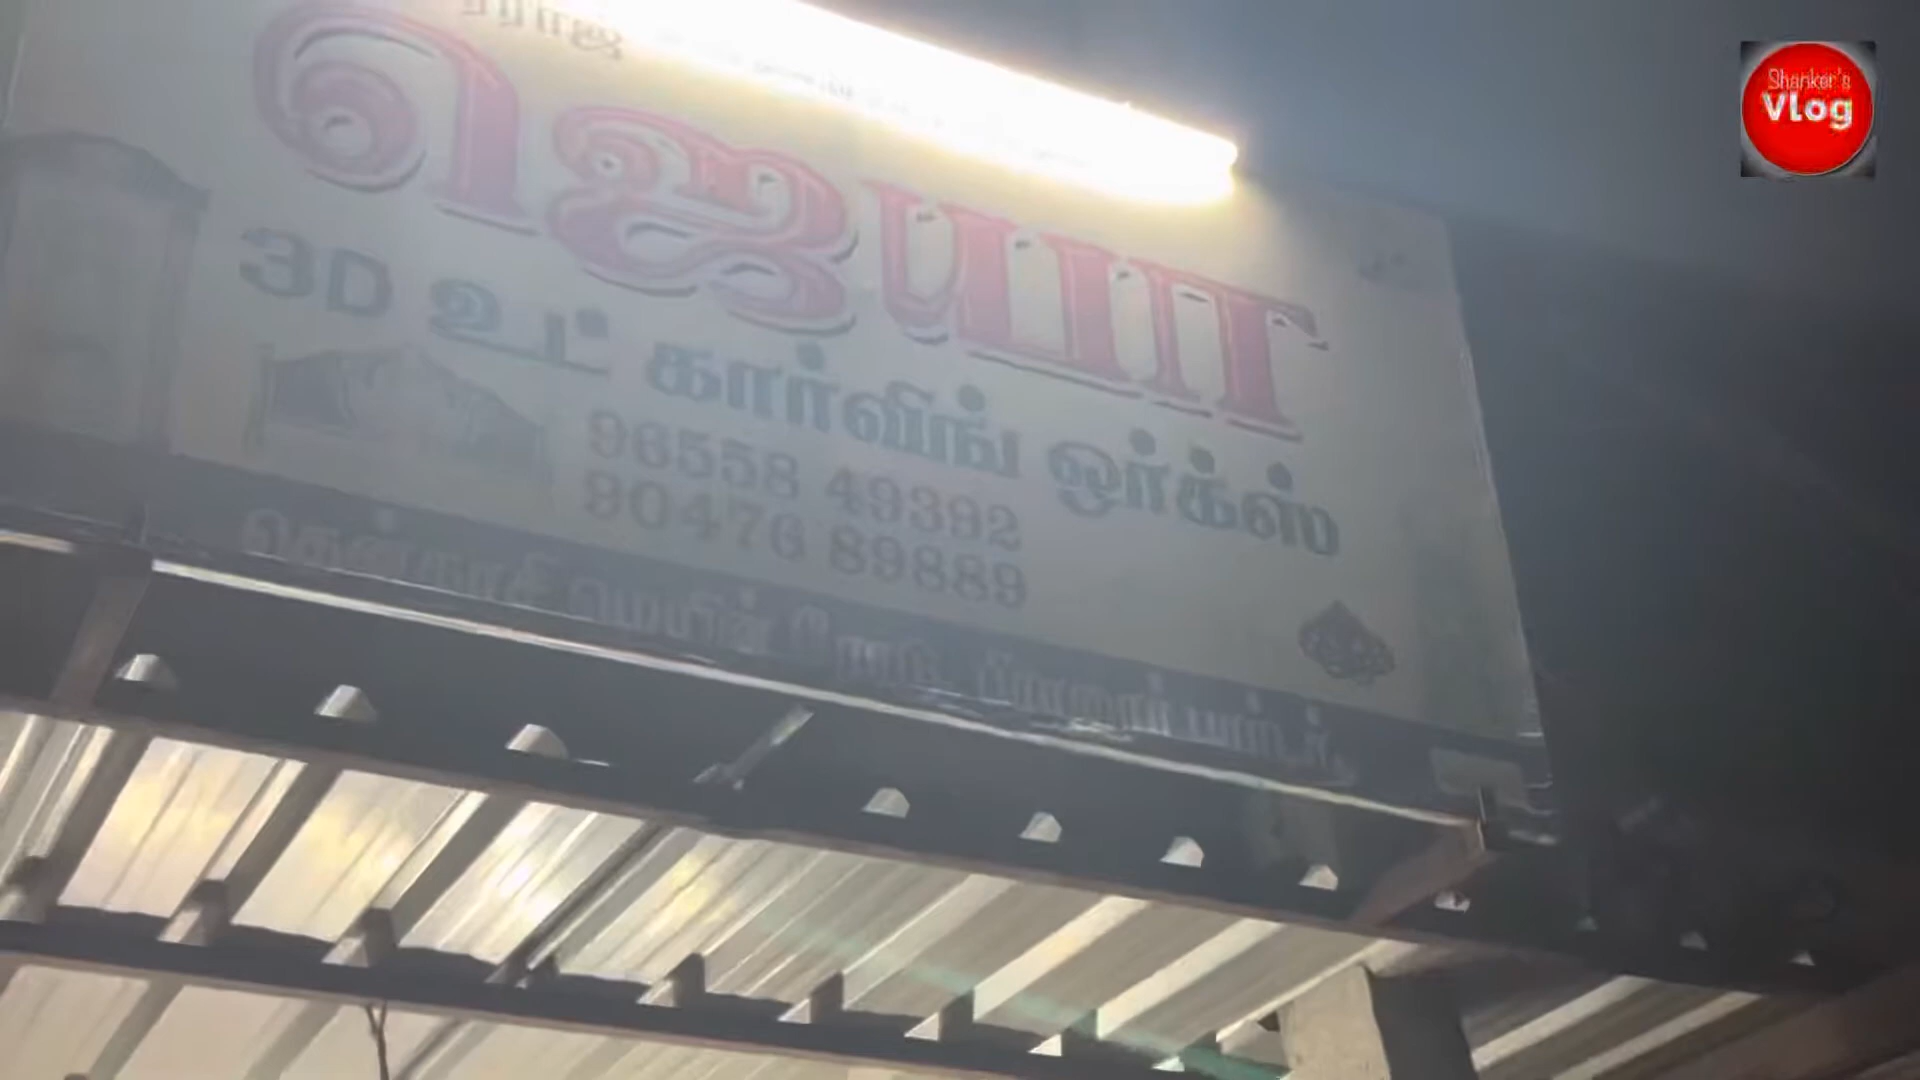 ஜெயா
3D உட் கார்விங் ஒர்க்ஸ்
96558 49392
90476 89889
தென்காசி மெயின் ரோடு,
Shanker's
Vlog